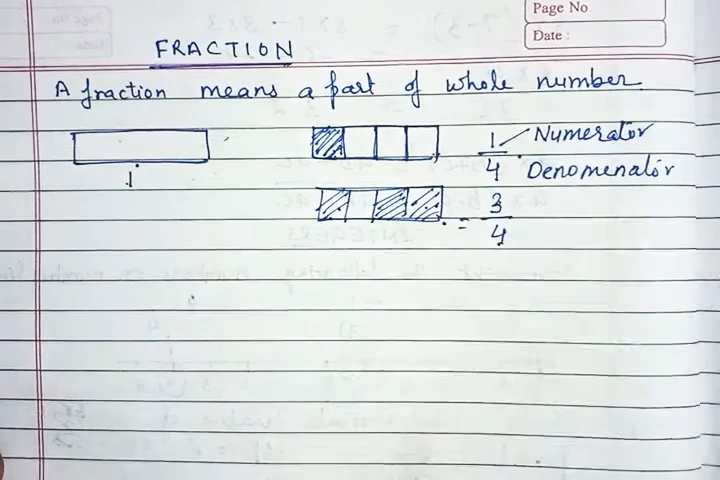 Page No
Date :
FRACTION
A fraction means a part of whole number.
1
1/4 Numerator
Denomenator
= 3/4